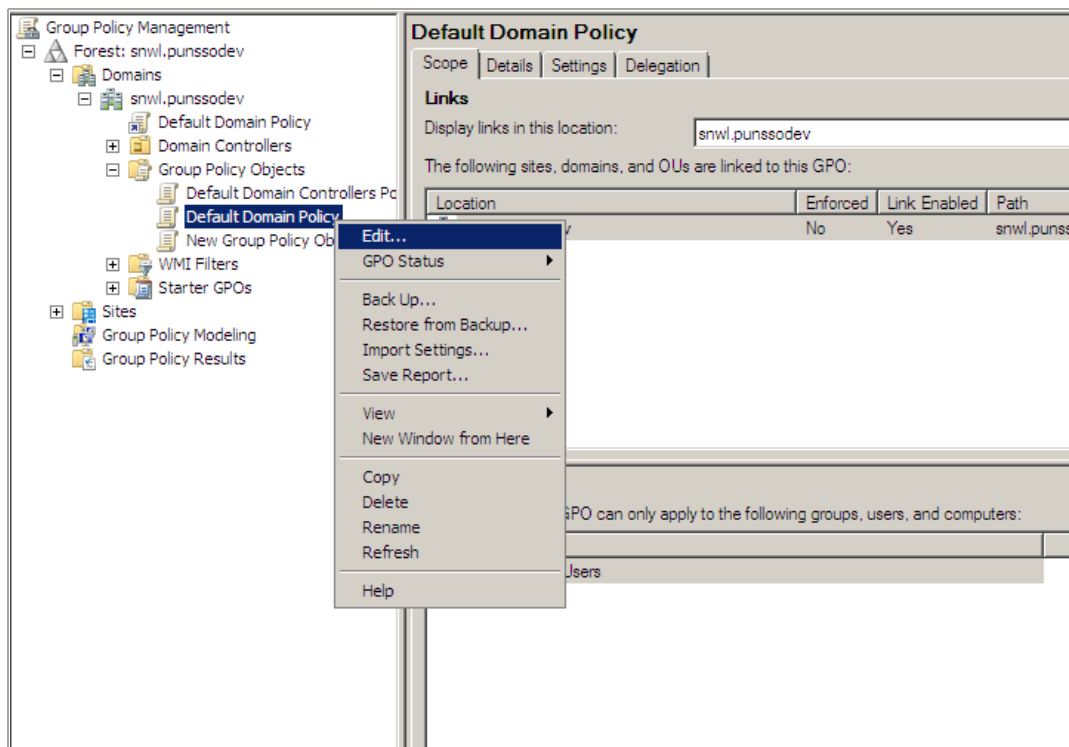 Group Policy Management
Forest: snwl.punssodev
Domains
snwl.punssodev
Default Domain Policy
Domain Controllers
Group Policy Objects
Default Domain Controllers Po
Default Domain Policy
New Group Policy Ob
WMI Filters
Starter GPOs
Sites
Group Policy Modeling
Group Policy Results
Edit...
GPO Status
Back Up...
Restore from Backup...
Import Settings...
Save Report...
View
New Window from Here
Copy
Delete
Rename
Refresh
Help
Default Domain Policy
Scope Details Settings Delegation
Links
Display links in this location: snwl.punssodev
The following sites, domains, and OUs are linked to this GPO:
Location Enforced Link Enabled Path
No Yes snwl.puns
GPO can only apply to the following groups, users, and computers:
Users